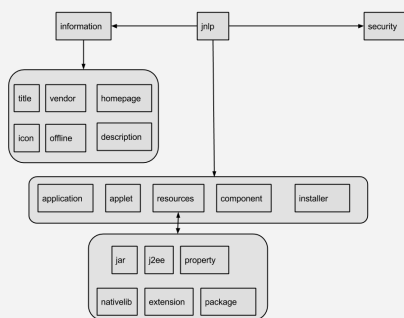 information jnlp security
title vendor homepage
icon offline description
application applet resources component installer
jar j2ee property
nativelib extension package